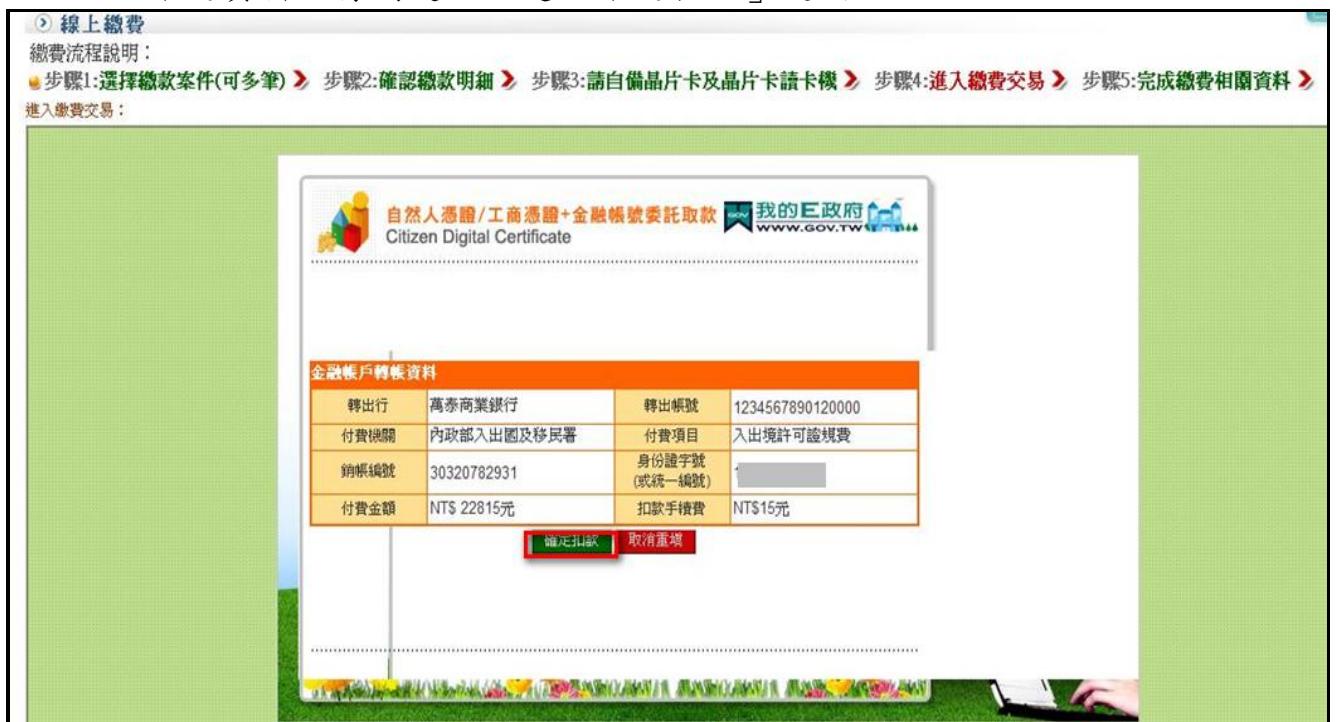 線上繳費
繳費流程說明：
步驟1:選擇繳款案件(可多筆) 步驟2:確認繳款明細 步驟3:請自備晶片卡及晶片卡讀卡機 步驟4:進入繳費交易 步驟5:完成繳費相關資料
進入繳費交易：
自然人憑證/工商憑證+金融帳號委託取款 GOV 我的E政府
Citizen Digital Certificate WWW.GOV.TW
金融帳戶轉帳資料
轉出行 萬泰商業銀行 轉出帳號 1234567890120000
付費機關 內政部入出國及移民署 付費項目 入出境許可證規費
銷帳編號 30320782931 身份證字號
(或統一編號)
付費金額 NT$ 22815元 扣款手續費 NT$15元
確定扣款 取消重填